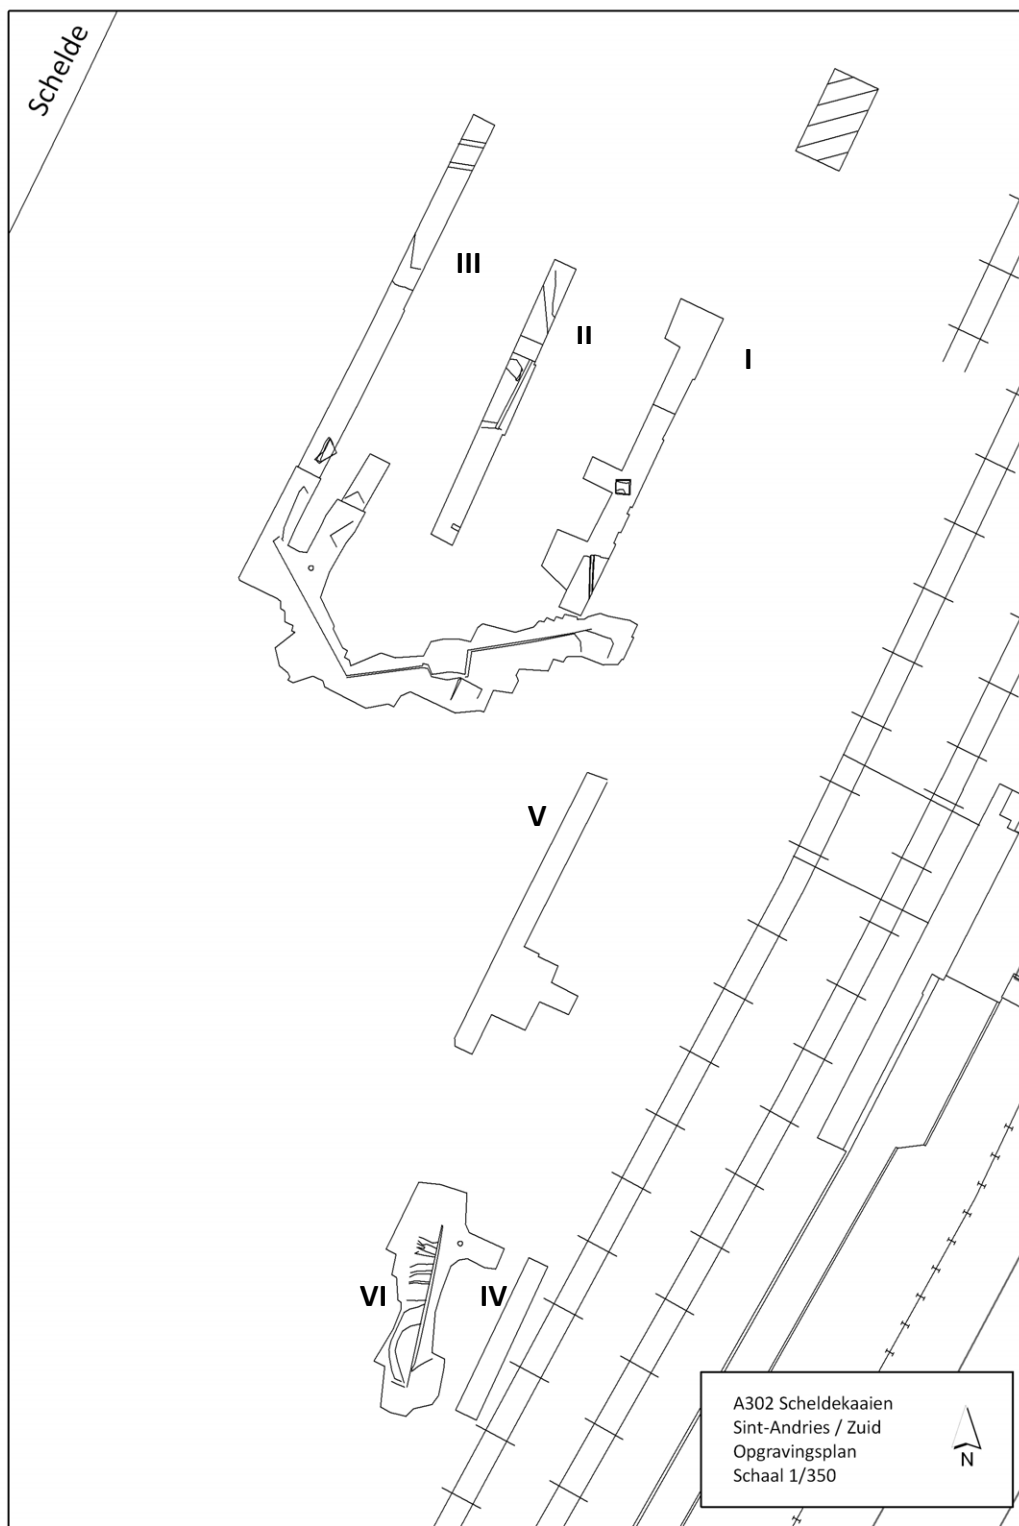 Schelde
III
II
I
V
VI
IV
A302 Scheldekaaien
Sint-Andries / Zuid
Opgravingsplan
Schaal 1/350
N